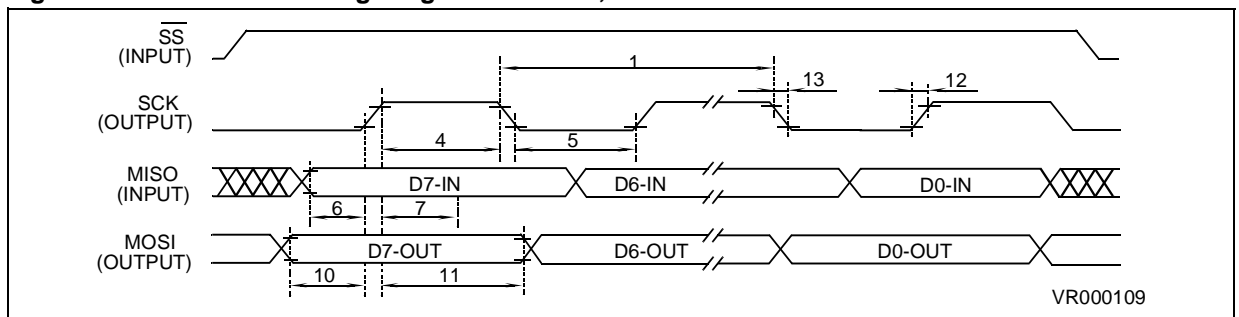 SS
(INPUT)
1
13
12
SCK
(OUTPUT)
4
5
MISO
(INPUT)
D7-IN
D6-IN
D0-IN
6
7
MOSI
(OUTPUT)
D7-OUT
D6-OUT
D0-OUT
10
11
VR000109